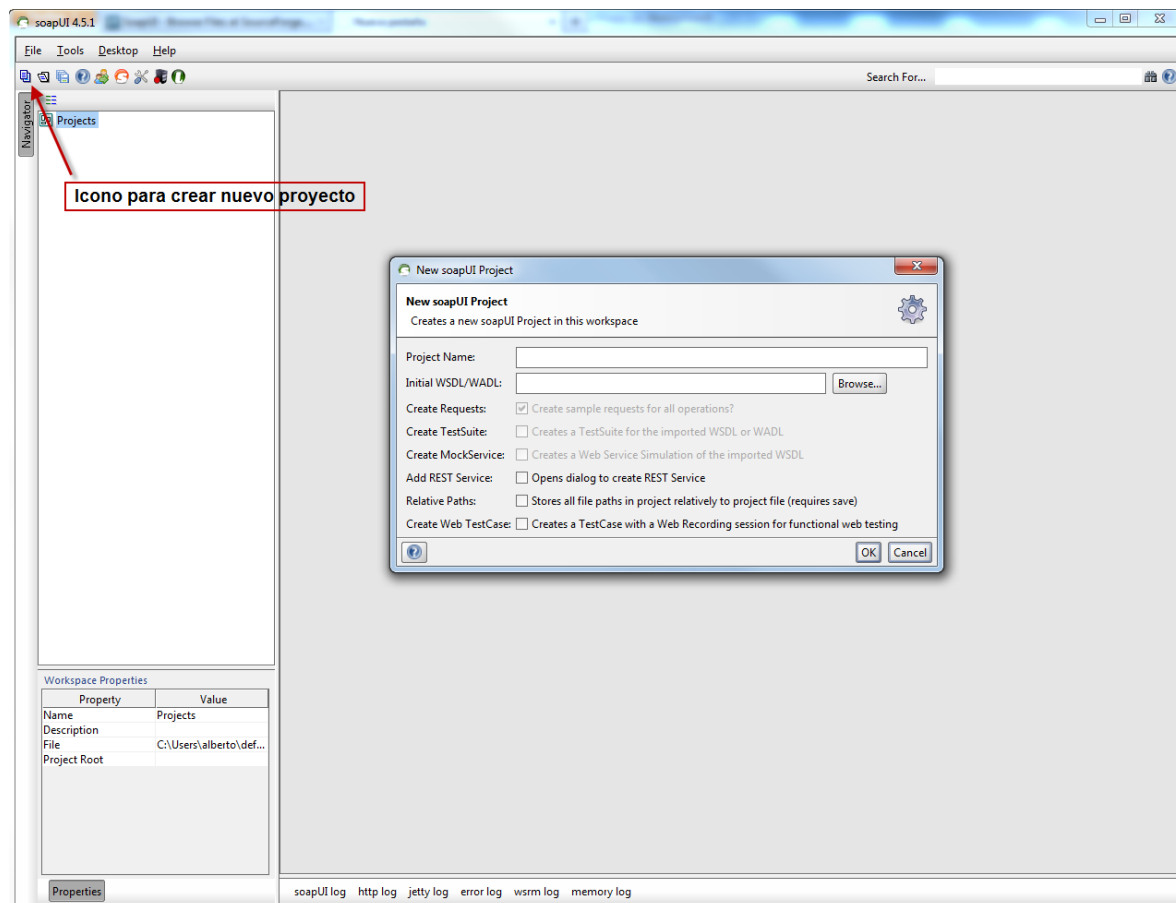 soapUI 4.5.1
File Tools Desktop Help
Search For...
Navigator
Projects
Icono para crear nuevo proyecto
New soapUI Project
New soapUI Project
Creates a new soapUI Project in this workspace
Project Name:
Initial WSDL/WADL: Browse...
Create Requests: Create sample requests for all operations?
Create TestSuite: Creates a TestSuite for the imported WSDL or WADL
Create MockService: Creates a Web Service Simulation of the imported WSDL
Add REST Service: Opens dialog to create REST Service
Relative Paths: Stores all file paths in project relatively to project file (requires save)
Create Web TestCase: Creates a TestCase with a Web Recording session for functional web testing
OK Cancel
Workspace Properties
Property Value
Name Projects
Description
File C:\Users\alberto\def...
Project Root
Properties
soapUI log http log jetty log error log wsrm log memory log